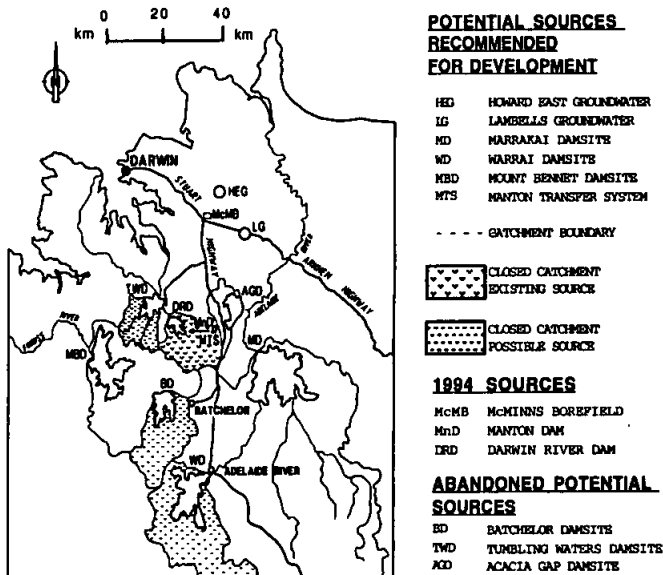 0 20 40
km km
N
DARWIN
STUART
HEG
McMB
LG
HIGHWAY
RIVER
ARNHEM
HIGHWAY
AGD
ADELAIDE
TWD
DRD
MnD
MTS
MD
RIVER
MBD
BD
BATCHELOR
WD
ADELAIDE RIVER
POTENTIAL SOURCES
RECOMMENDED
FOR DEVELOPMENT
HEG HOWARD EAST GROUNDWATER
LG LAMBELLS GROUNDWATER
MD MARRAKAI DAMSITE
WD WARRAI DAMSITE
MBD MOUNT BENNET DAMSITE
MTS MANTON TRANSFER SYSTEM
- - - - CATCHMENT BOUNDARY
CLOSED CATCHMENT
EXISTING SOURCE
CLOSED CATCHMENT
POSSIBLE SOURCE
1994 SOURCES
McMB McMINNS BOREFIELD
MnD MANTON DAM
DRD DARWIN RIVER DAM
ABANDONED POTENTIAL
SOURCES
BD BATCHELOR DAMSITE
TWD TUMBLING WATERS DAMSITE
AGD ACACIA GAP DAMSITE